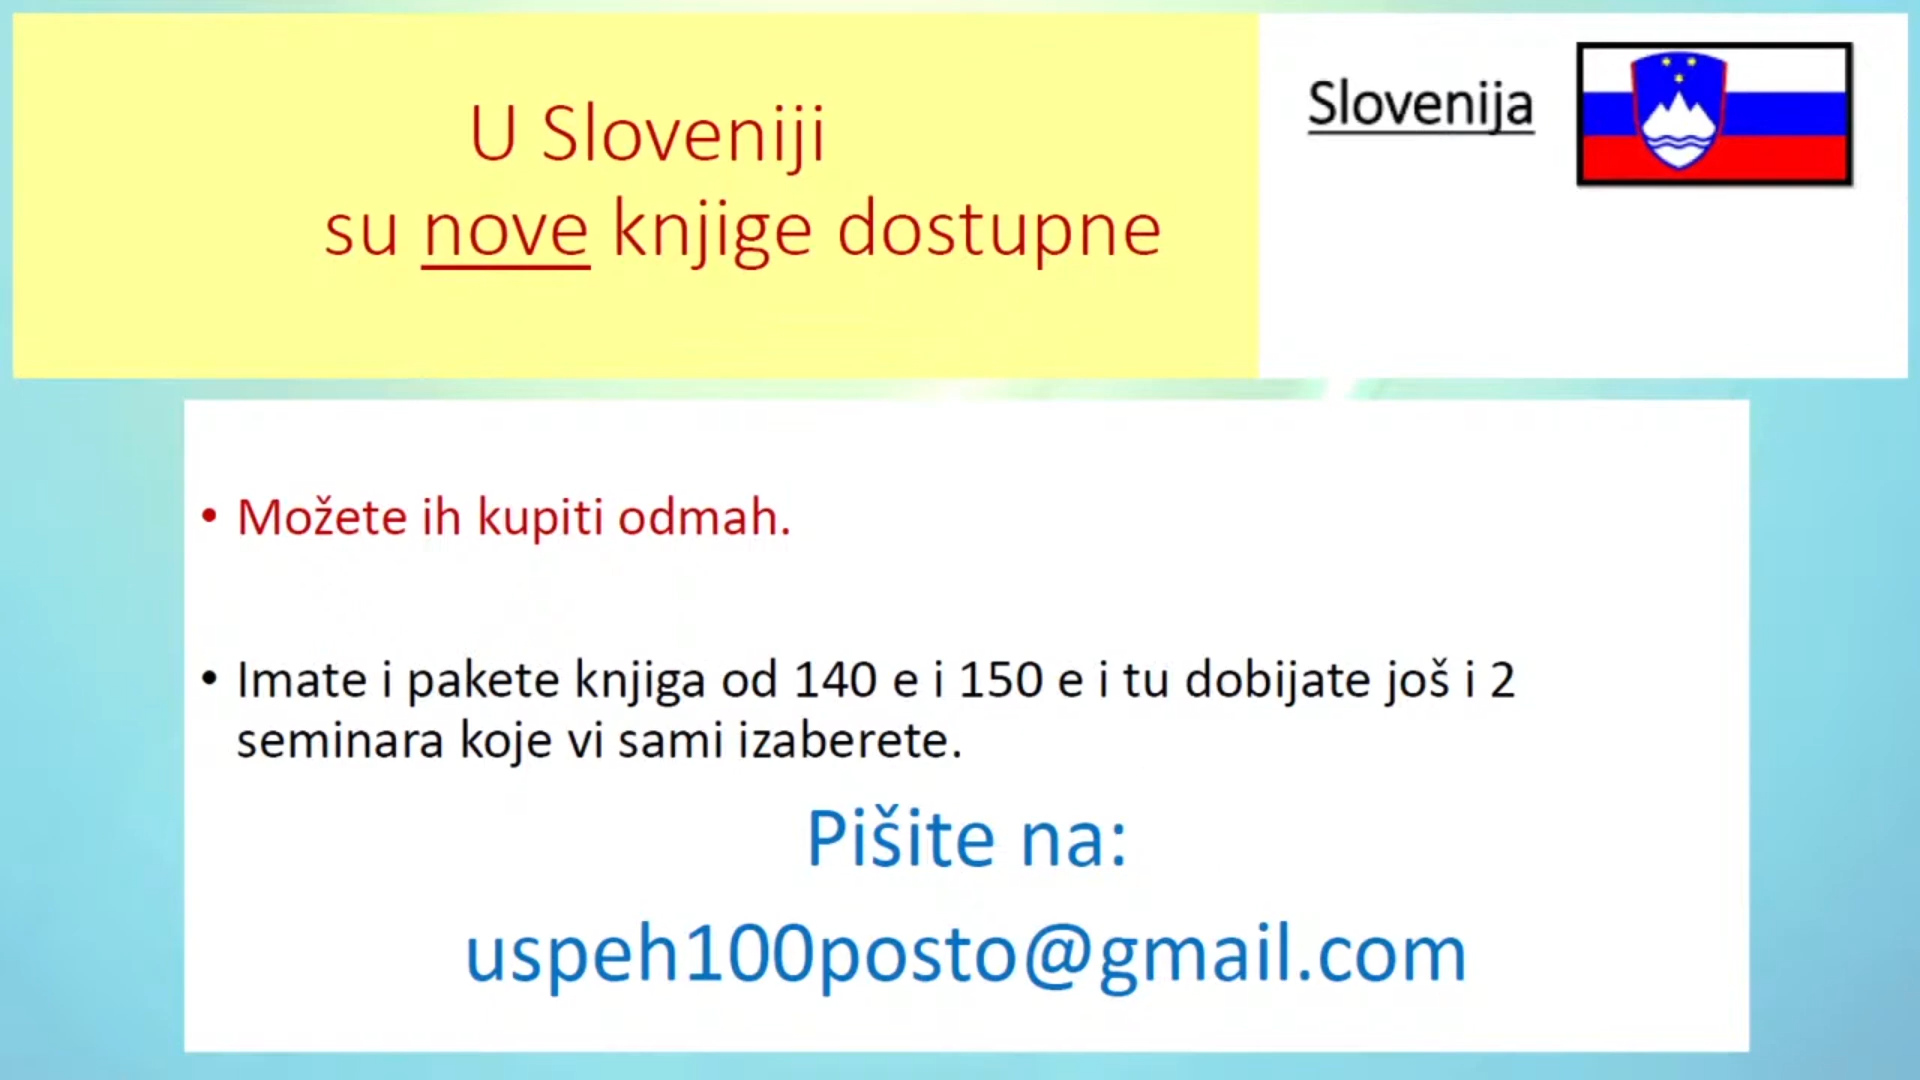 U Sloveniji
su nove knjige dostupne
Slovenija
• Možete ih kupiti odmah.
• Imate i pakete knjiga od 140 e i 150 e i tu dobijate još i 2
seminara koje vi sami izaberete.
Pišite na:
uspeh100posto@gmail.com